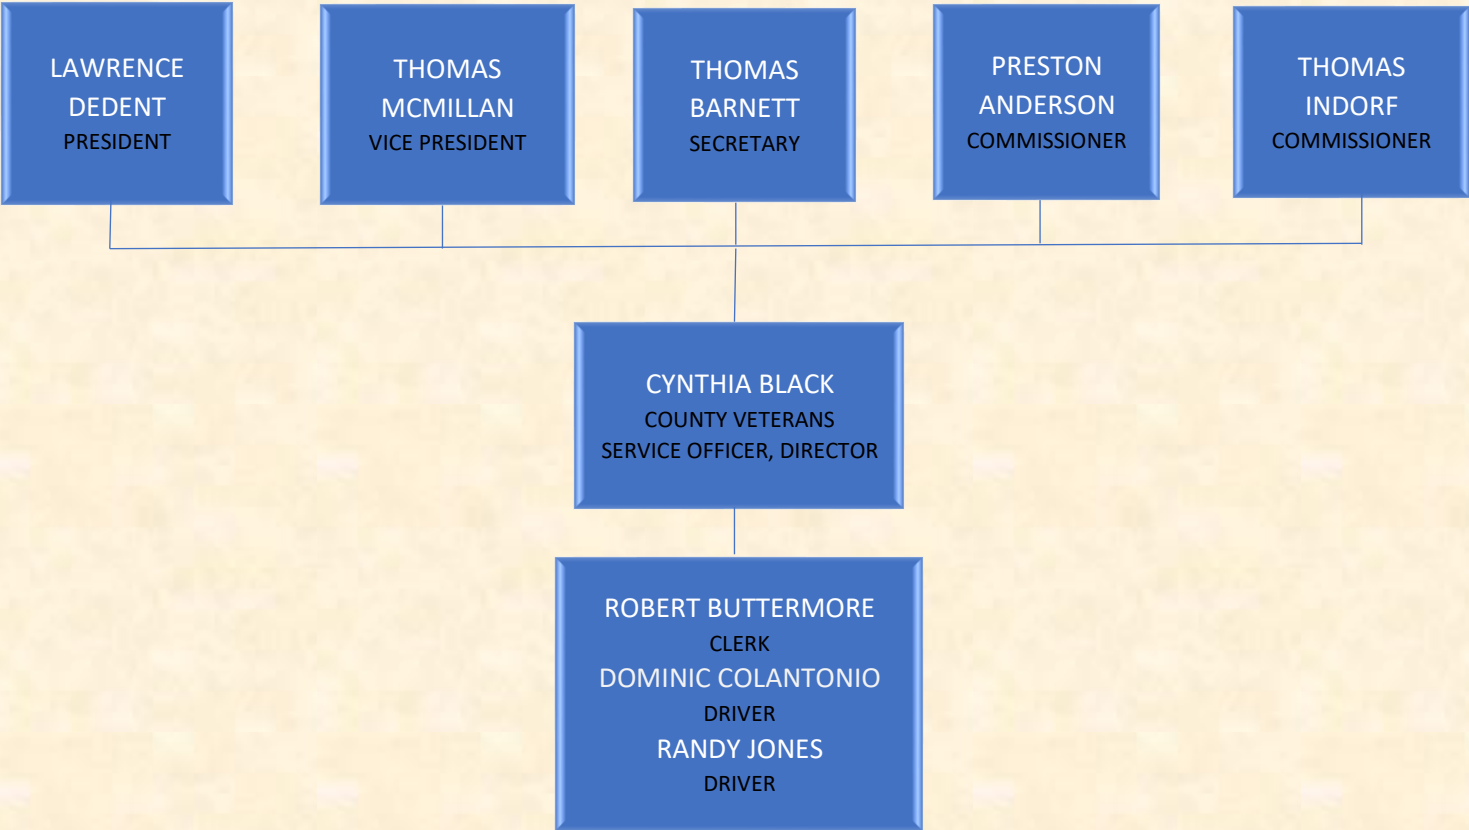 LAWRENCE
DEDENT
PRESIDENT
THOMAS
MCMILLAN
VICE PRESIDENT
THOMAS
BARNETT
SECRETARY
PRESTON
ANDERSON
COMMISSIONER
THOMAS
INDORF
COMMISSIONER
CYNTHIA BLACK
COUNTY VETERANS
SERVICE OFFICER, DIRECTOR
ROBERT BUTTERMORE
CLERK
DOMINIC COLANTONIO
DRIVER
RANDY JONES
DRIVER